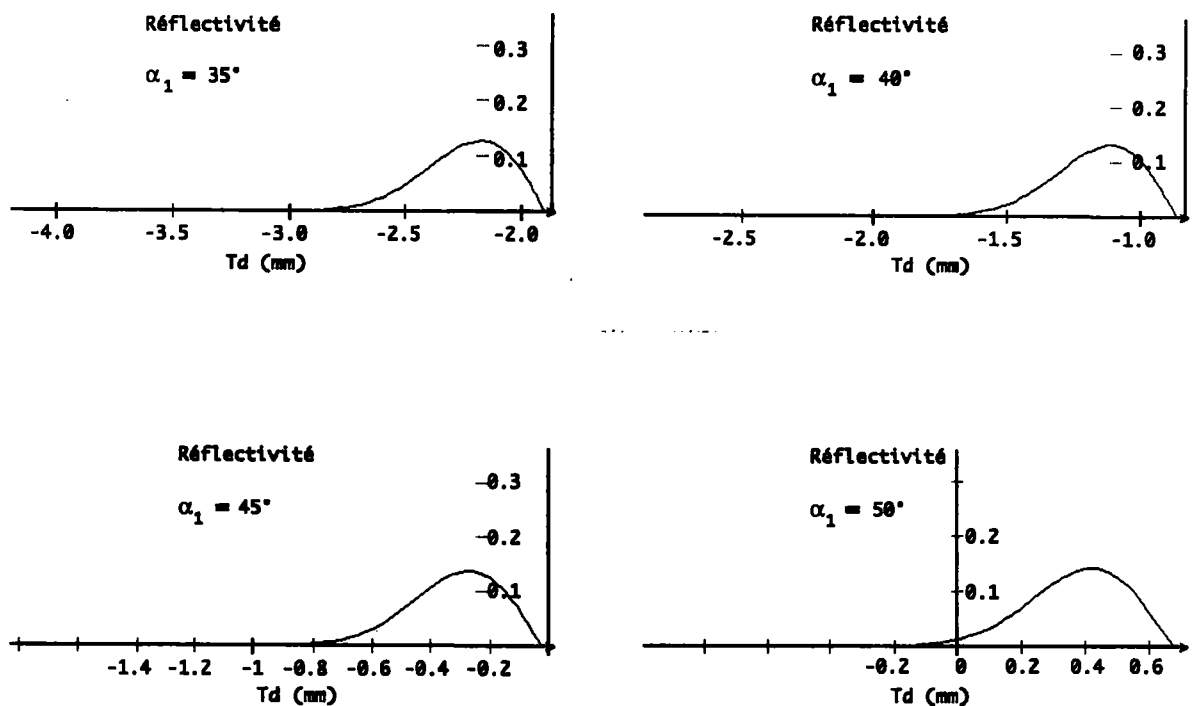 Réflectivité
α1 = 35°
0.3
0.2
0.1
-4.0 -3.5 -3.0 -2.5 -2.0
Td (mm)
Réflectivité
α1 = 40°
0.3
0.2
0.1
-2.5 -2.0 -1.5 -1.0
Td (mm)
Réflectivité
α1 = 45°
0.3
0.2
0.1
-1.4 -1.2 -1 -0.8 -0.6 -0.4 -0.2
Td (mm)
Réflectivité
α1 = 50°
0.2
0.1
-0.2 0 0.2 0.4 0.6
Td (mm)